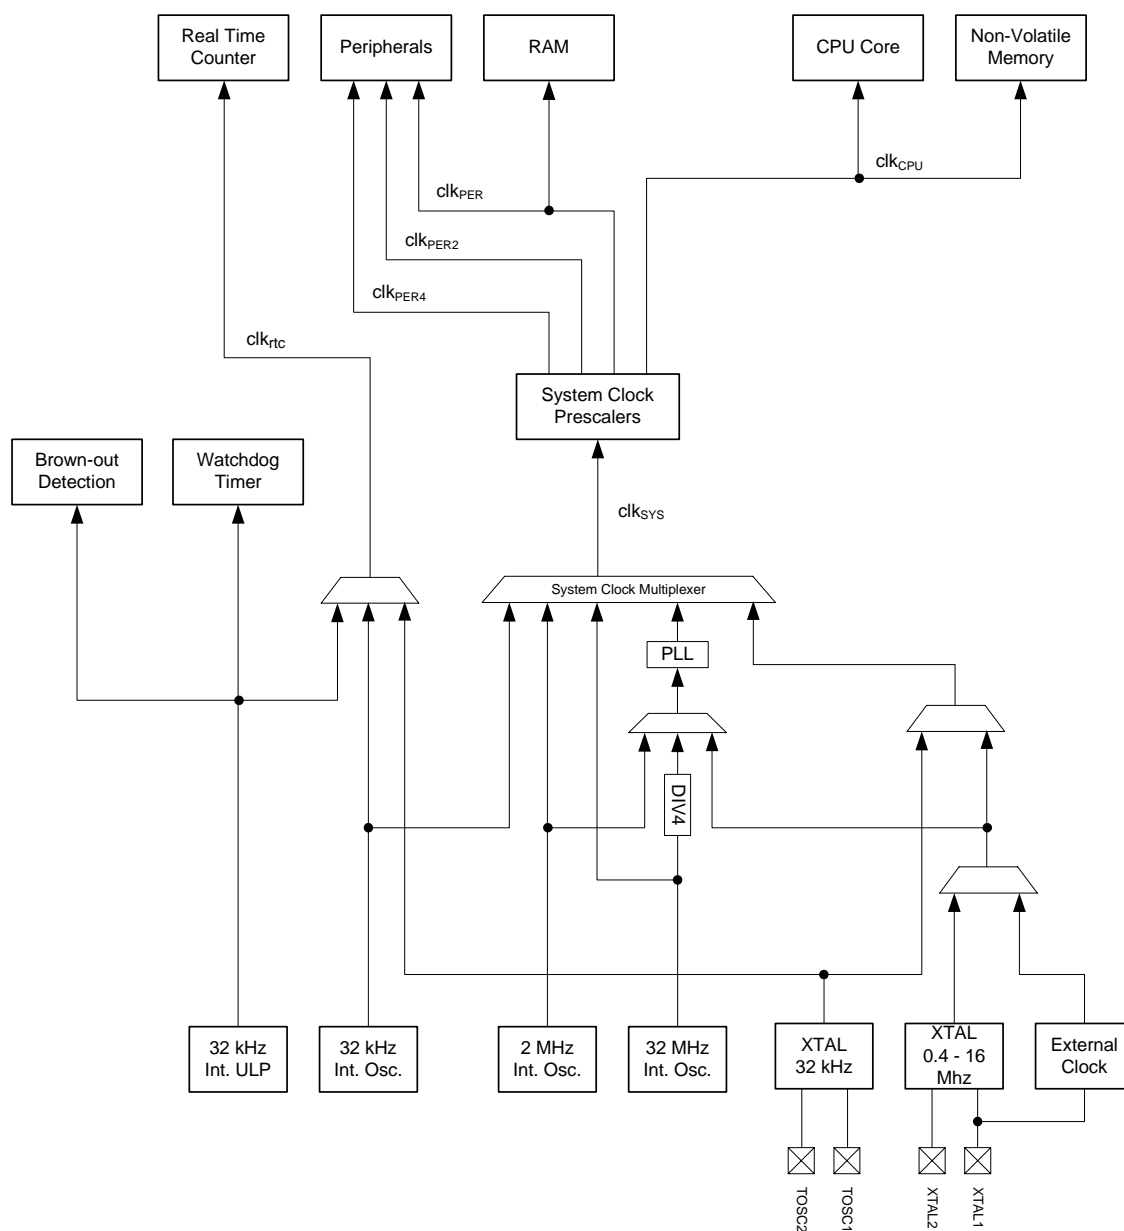 Real Time
Counter
Peripherals
RAM
CPU Core
Non-Volatile
Memory
clkCPU
clkPER
clkPER2
clkPER4
clkrtc
System Clock
Prescalers
Brown-out
Detection
Watchdog
Timer
clkSYS
System Clock Multiplexer
PLL
DIV4
32 kHz
Int. ULP
32 kHz
Int. Osc.
2 MHz
Int. Osc.
32 MHz
Int. Osc.
XTAL
32 kHz
XTAL
0.4 - 16
Mhz
External
Clock
TOSC2
TOSC1
XTAL2
XTAL1